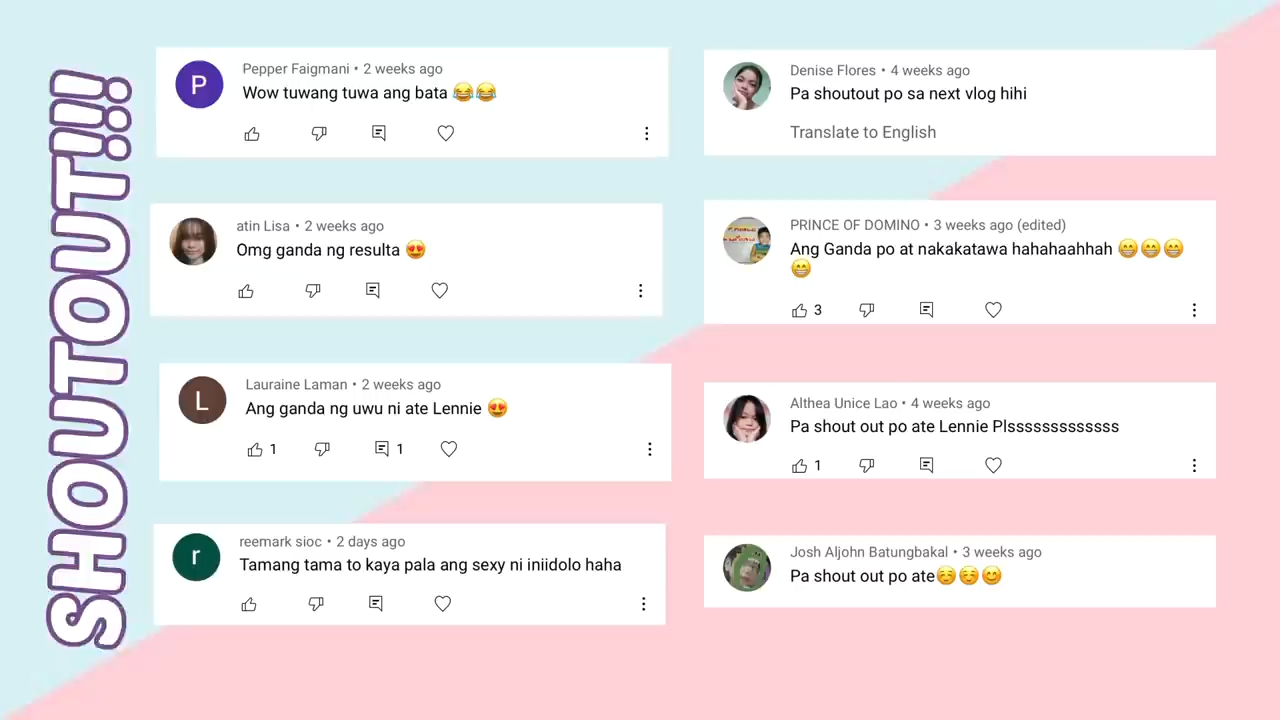 SHOUTOUT!!!
P
Pepper Faigmani • 2 weeks ago
Wow tuwang tuwa ang bata 😂😂
atin Lisa • 2 weeks ago
Omg ganda ng resulta 😍
L
Lauraine Laman • 2 weeks ago
Ang ganda ng uwu ni ate Lennie 😍
1 1
r
reemark sioc • 2 days ago
Tamang tama to kaya pala ang sexy ni iniidolo haha
Denise Flores • 4 weeks ago
Pa shoutout po sa next vlog hihi
Translate to English
PRINCE OF DOMINO • 3 weeks ago (edited)
Ang Ganda po at nakakatawa hahahaahhah 😁😁😁
😁
3
Althea Unice Lao • 4 weeks ago
Pa shout out po ate Lennie Plsssssssssssss
1
Josh Aljohn Batungbakal • 3 weeks ago
Pa shout out po ate☺️☺️😊